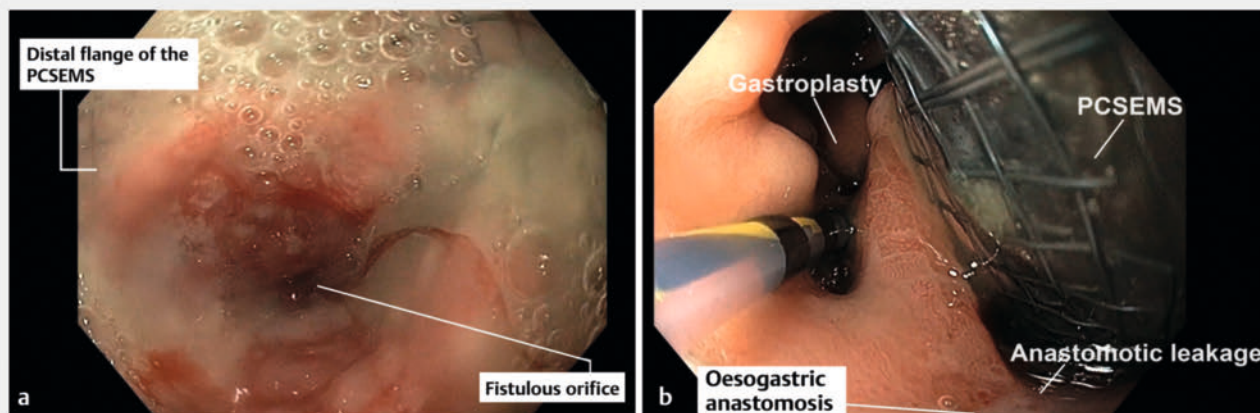 Distal flange of the
PCSEMS
Fistulous orifice
a
Gastroplasty
PCSEMS
Anastomotic leakage
Oesogastric
anastomosis
b